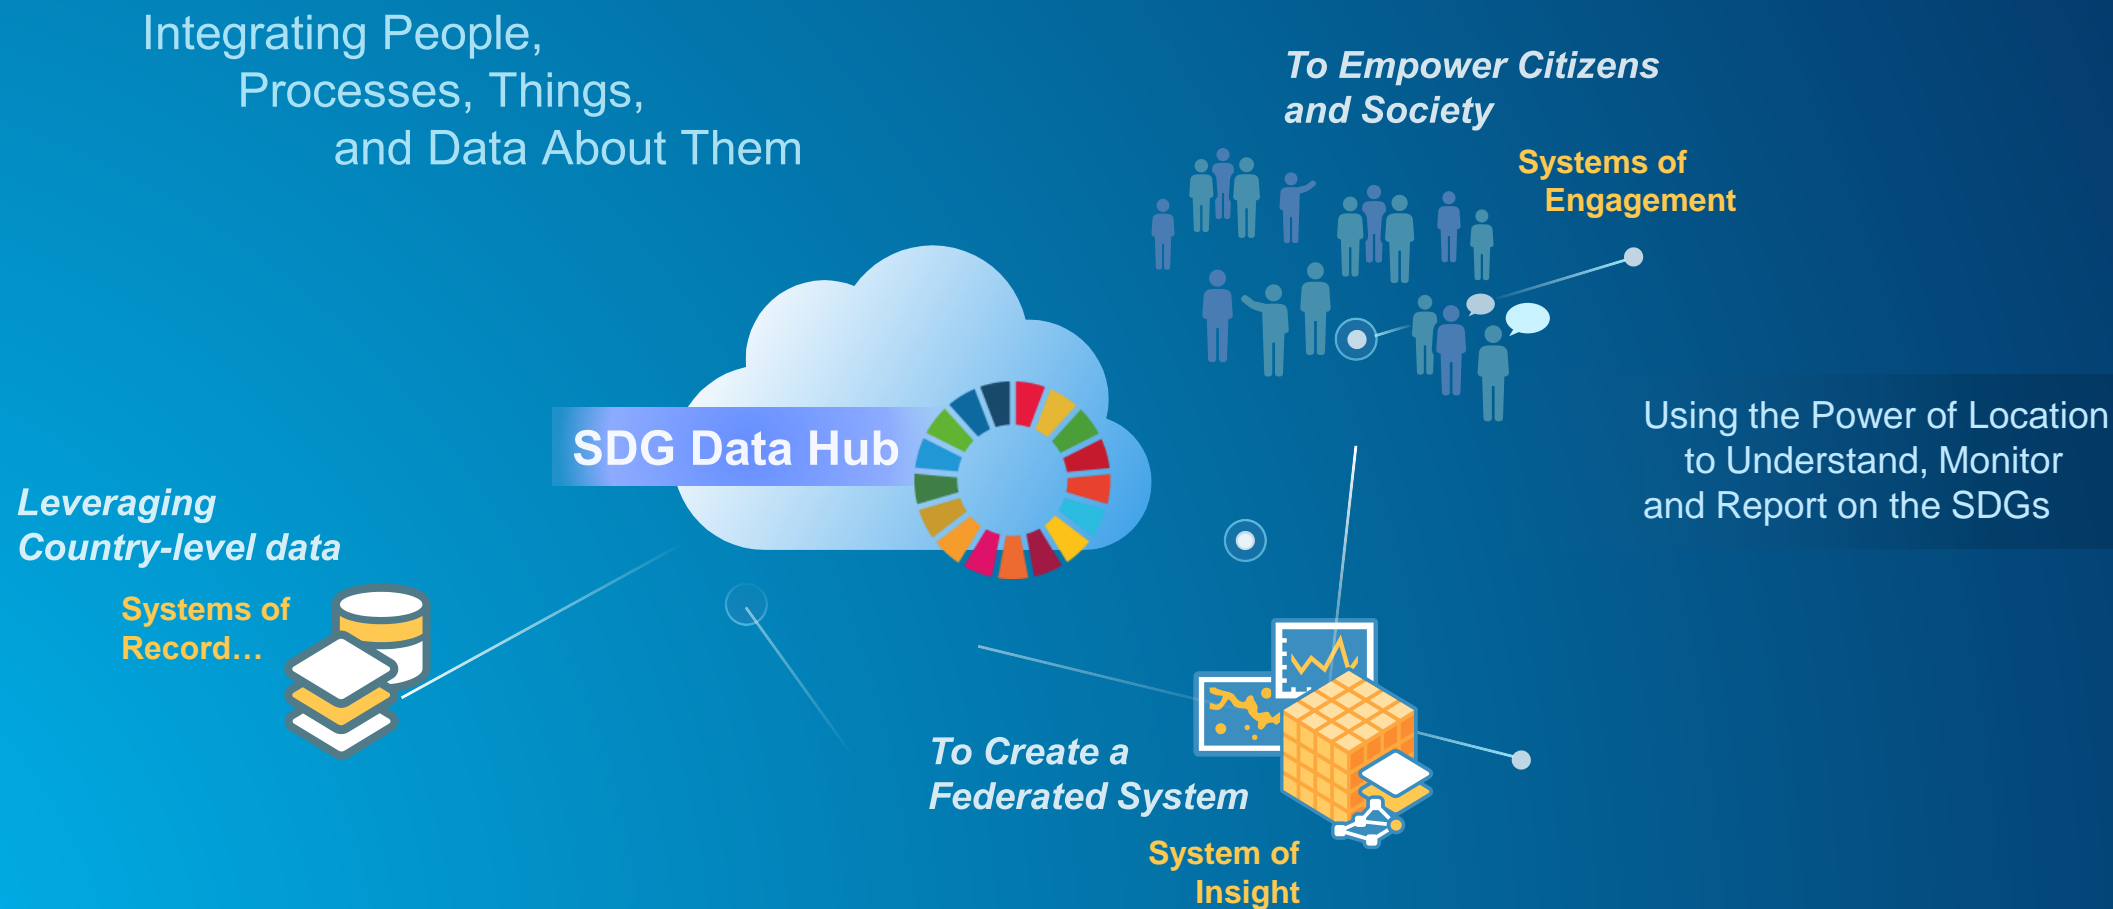 Integrating People,
Processes, Things,
and Data About Them
To Empower Citizens
and Society
Systems of
Engagement
SDG Data Hub
Using the Power of Location
to Understand, Monitor
and Report on the SDGs
Leveraging
Country-level data
Systems of
Record…
To Create a
Federated System
System of
Insight